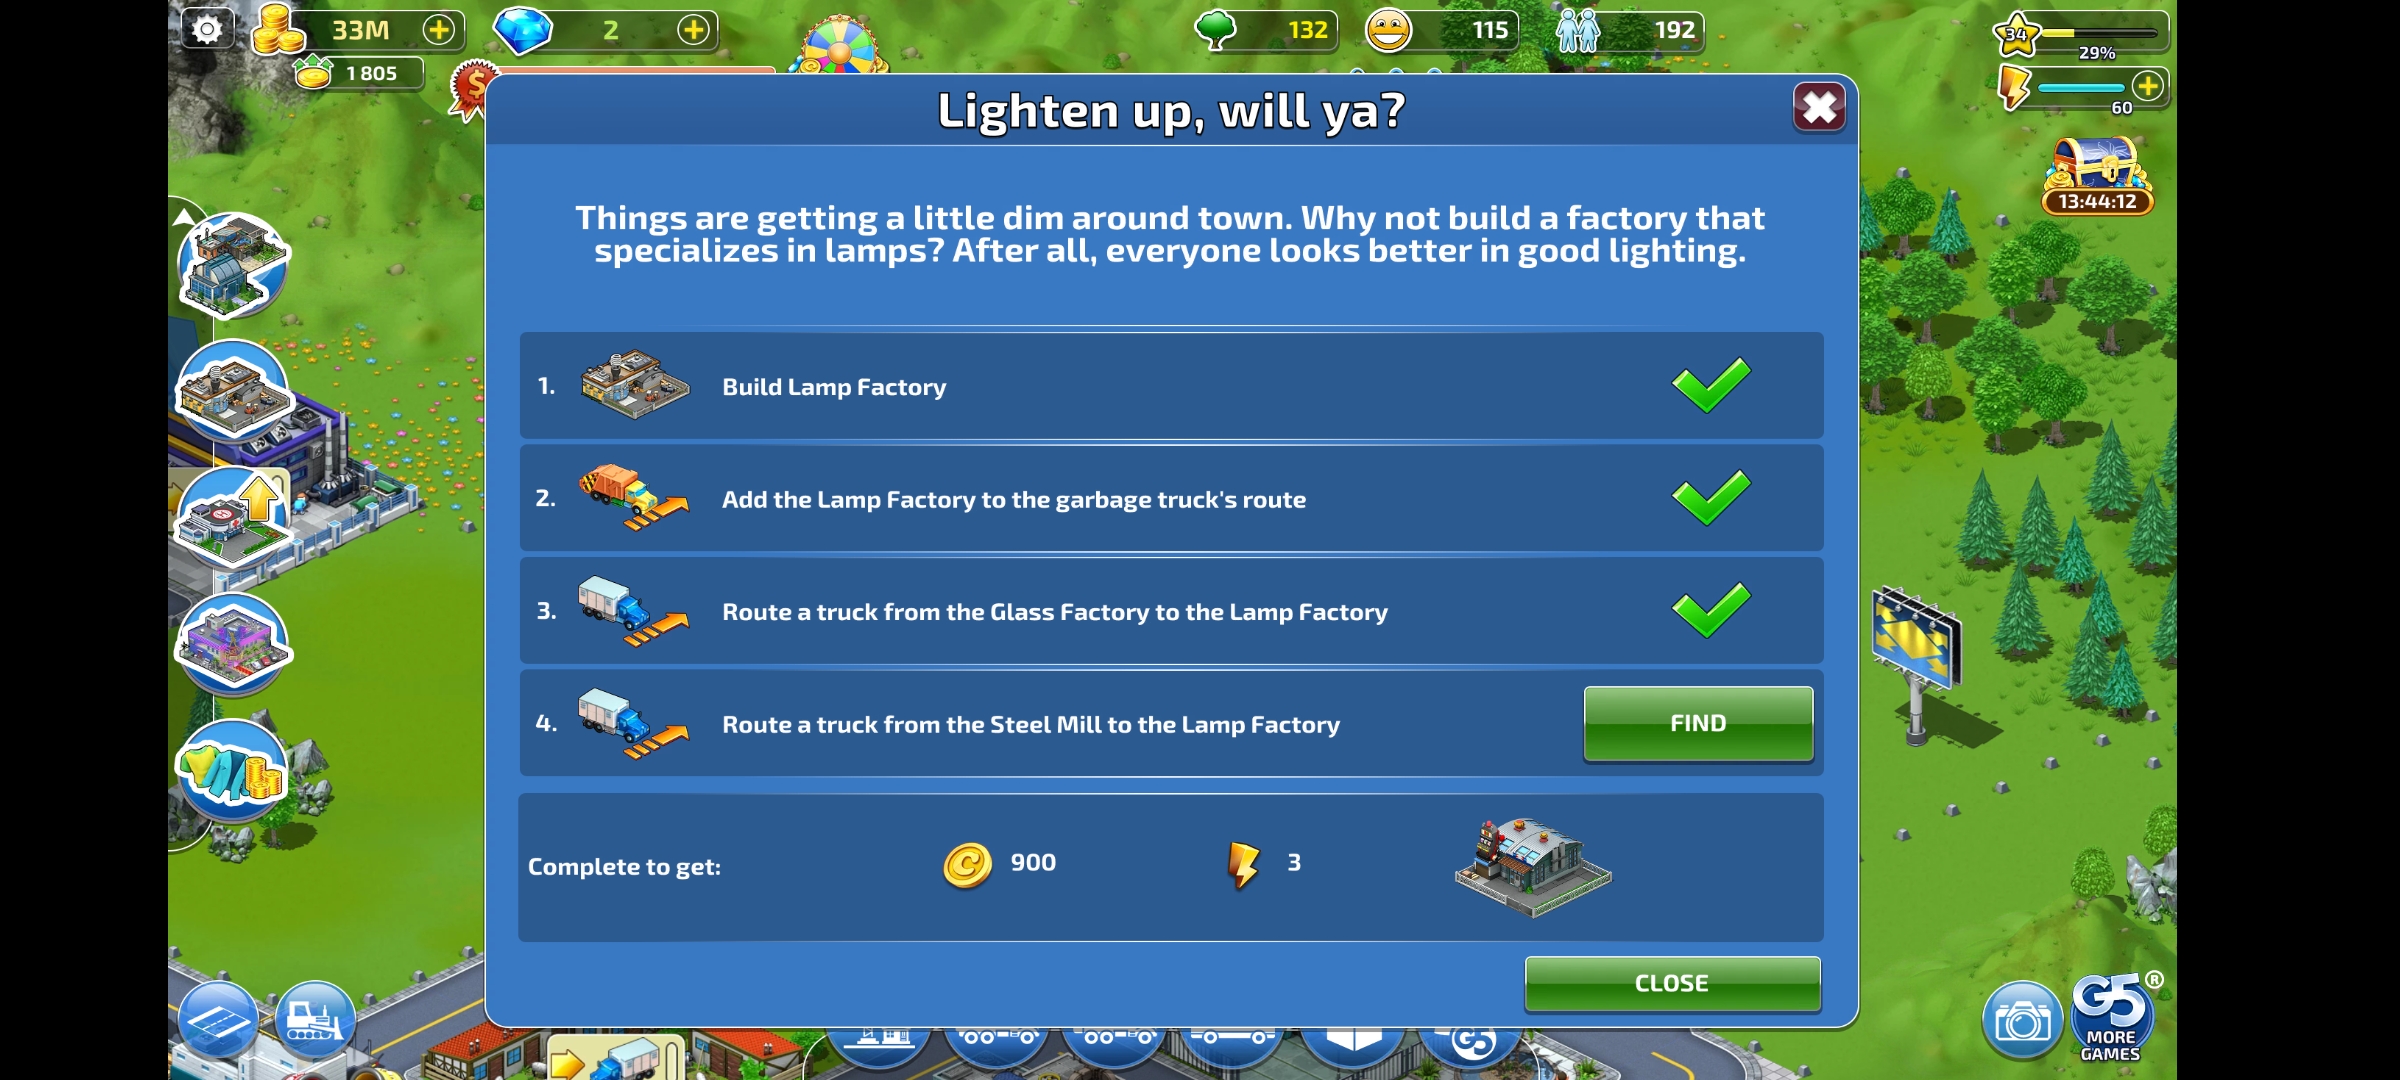 33M
2
132
115
192
34
29%
1 805
60
13:44:12
Lighten up, will ya?
Things are getting a little dim around town. Why not build a factory that
specializes in lamps? After all, everyone looks better in good lighting.
1. Build Lamp Factory
2. Add the Lamp Factory to the garbage truck's route
3. Route a truck from the Glass Factory to the Lamp Factory
4. Route a truck from the Steel Mill to the Lamp Factory
FIND
Complete to get:
900
3
CLOSE
G5
G5®
MORE
GAMES